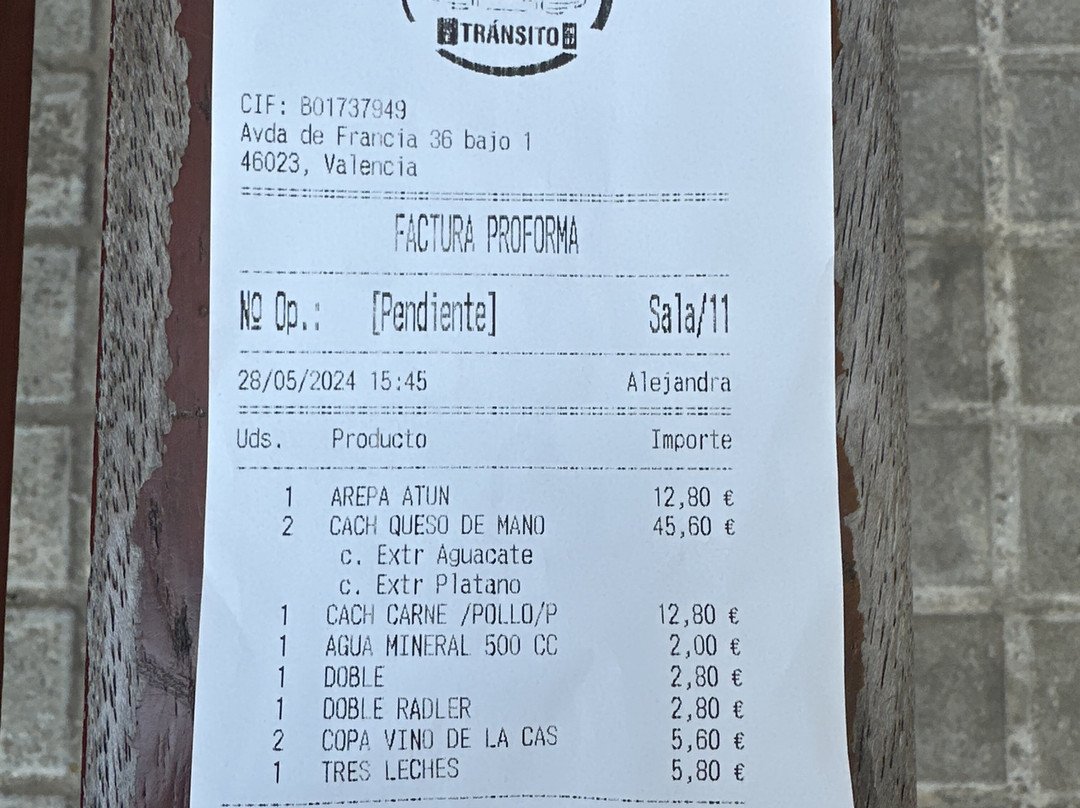 TRÁNSITO
CIF: B01737949
Avda de Francia 36 bajo 1
46023, Valencia
FACTURA PROFORMA
Nº Op.: [Pendiente] Sala/11
28/05/2024 15:45 Alejandra
Uds. Producto Importe
1 AREPA ATUN 12,80 €
2 CACH QUESO DE MANO 45,60 €
c. Extr Aguacate
c. Extr Platano
1 CACH CARNE /POLLO/P 12,80 €
1 AGUA MINERAL 500 CC 2,00 €
1 DOBLE 2,80 €
1 DOBLE RADLER 2,80 €
2 COPA VINO DE LA CAS 5,60 €
1 TRES LECHES 5,80 €